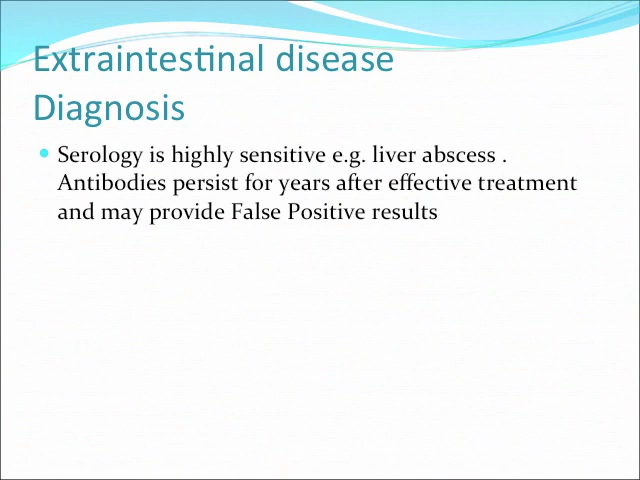 Extraintestinal disease
Diagnosis
Serology is highly sensitive e.g. liver abscess .
Antibodies persist for years after effective treatment
and may provide False Positive results